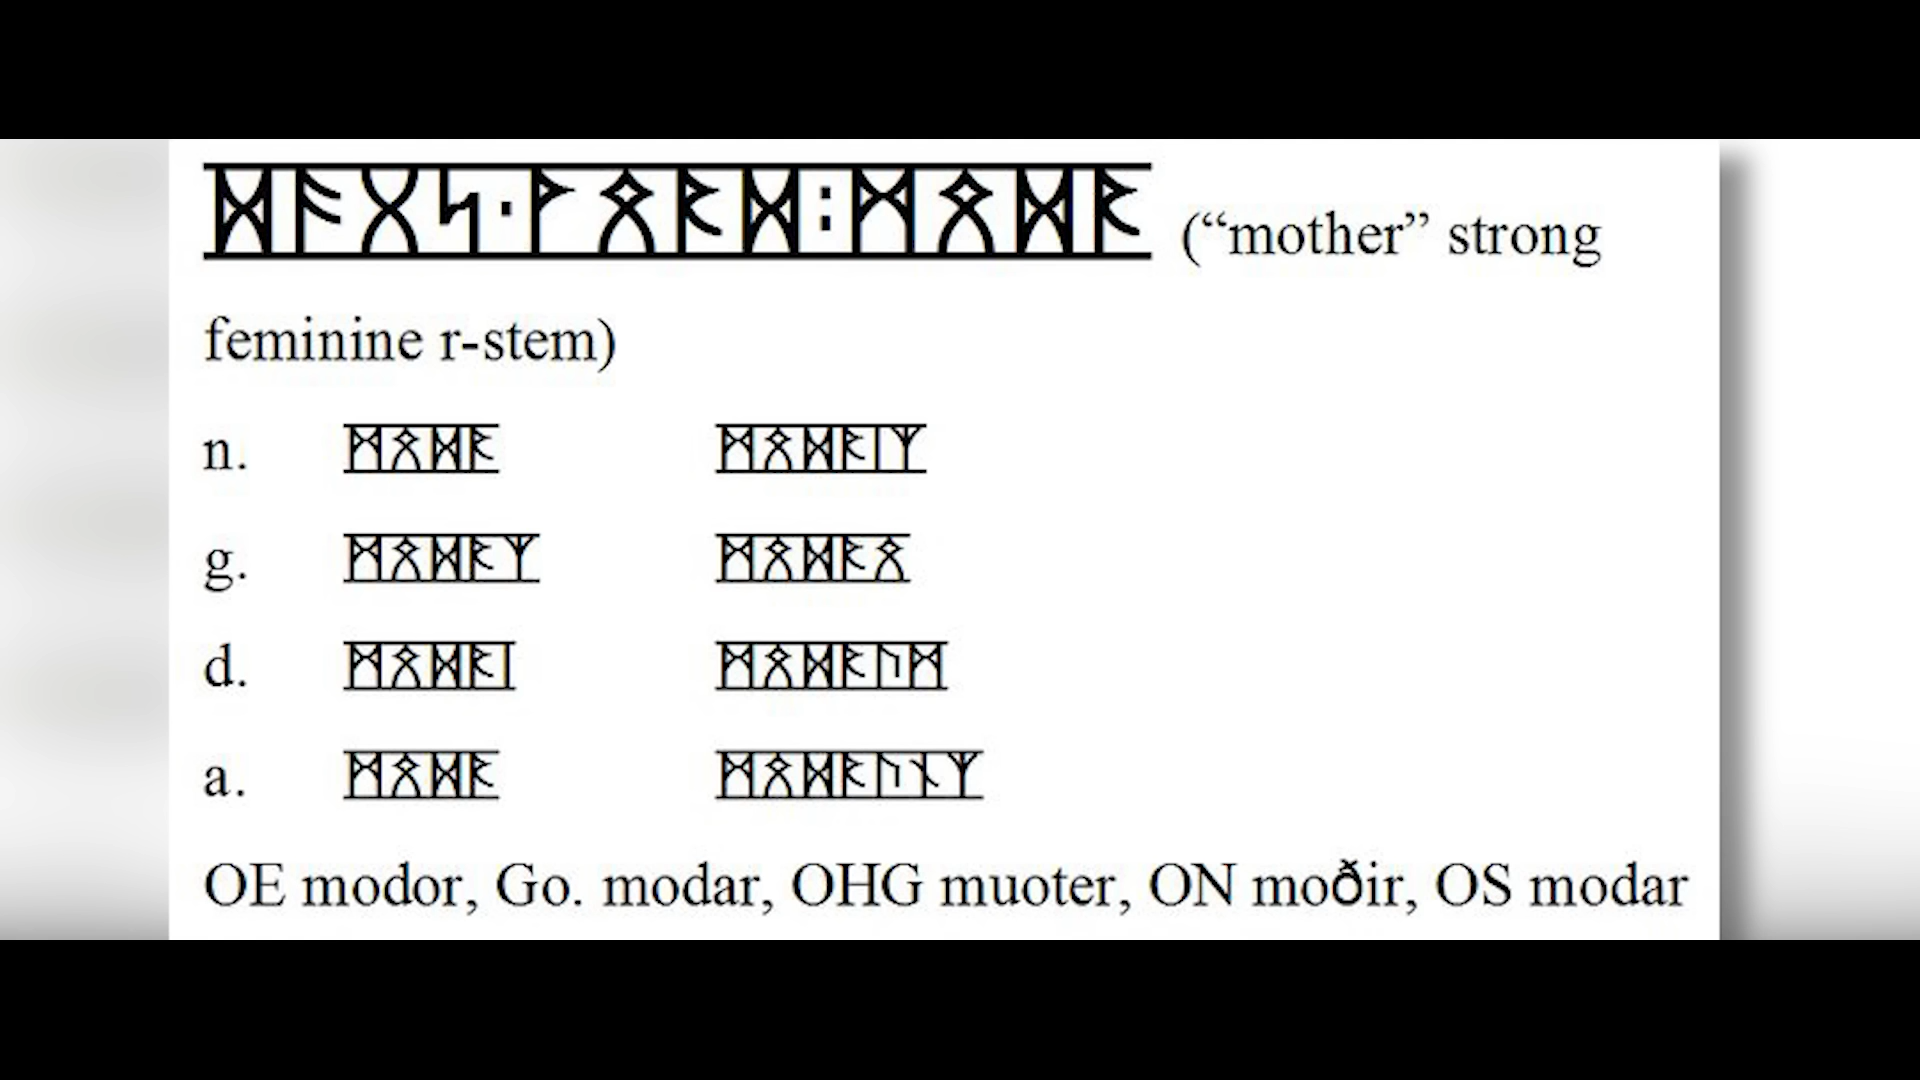 ᛞᚨᚷᛋ·ᚹᛟᚱᛞ⁝ᛗᛟᛞᚱ (“mother” strong
feminine r-stem)
n. ᛗᛟᛞᚱ ᛗᛟᛞᚱᛁᛉ
g. ᛗᛟᛞᚱᛉ ᛗᛟᛞᚱᛟ
d. ᛗᛟᛞᚱᛁ ᛗᛟᛞᚱᚢᛗ
a. ᛗᛟᛞᚱ ᛗᛟᛞᚱᚢᚾᛉ
OE modor, Go. modar, OHG muoter, ON moðir, OS modar